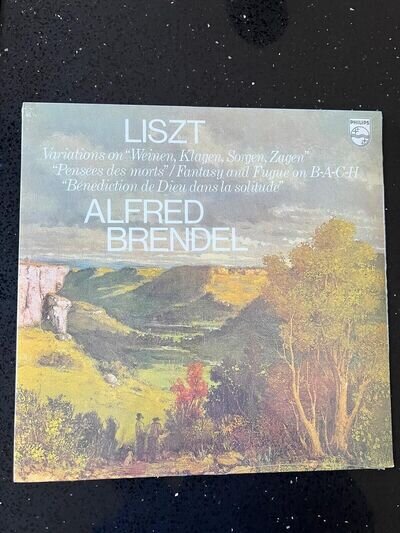 LISZT
PHILIPS
Variations on "Weinen, Klagen, Sorgen, Zagen"
"Pensées des morts"/Fantasy and Fugue on B-A-C-H
"Bénédiction de Dieu dans la solitude"
ALFRED
BRENDEL